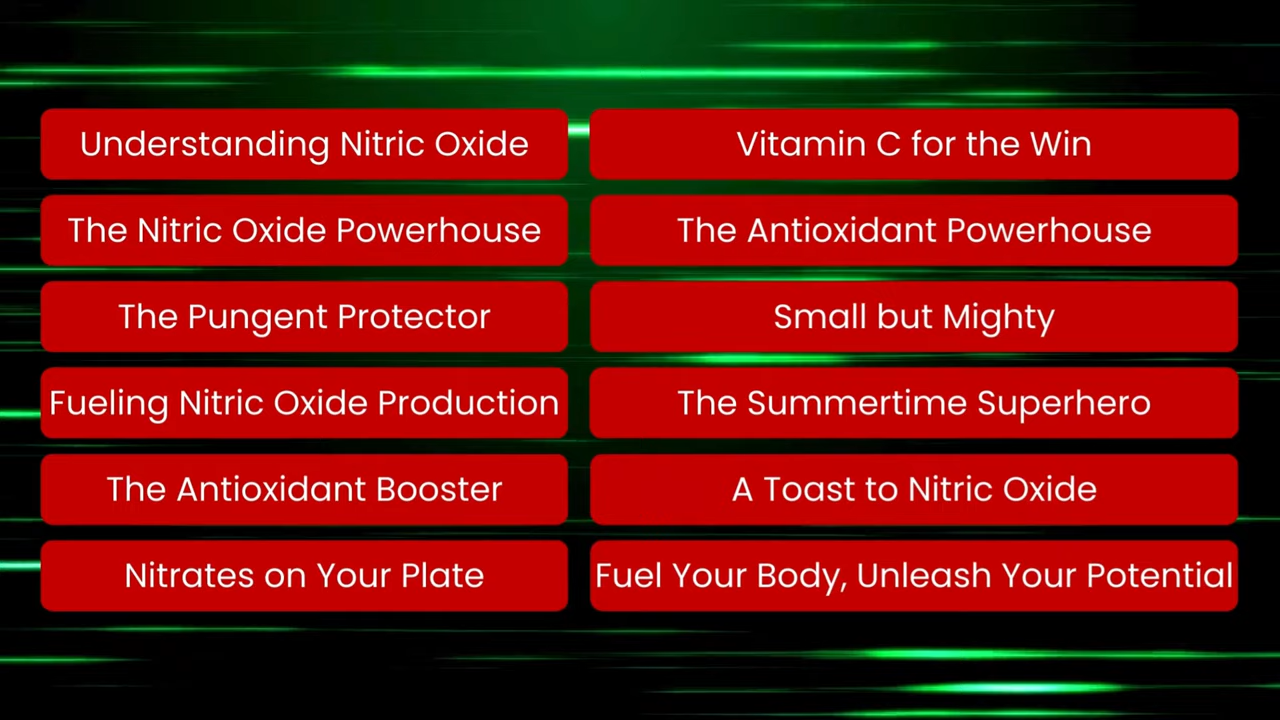 Understanding Nitric Oxide
The Nitric Oxide Powerhouse
The Pungent Protector
Fueling Nitric Oxide Production
The Antioxidant Booster
Nitrates on Your Plate
Vitamin C for the Win
The Antioxidant Powerhouse
Small but Mighty
The Summertime Superhero
A Toast to Nitric Oxide
Fuel Your Body, Unleash Your Potential